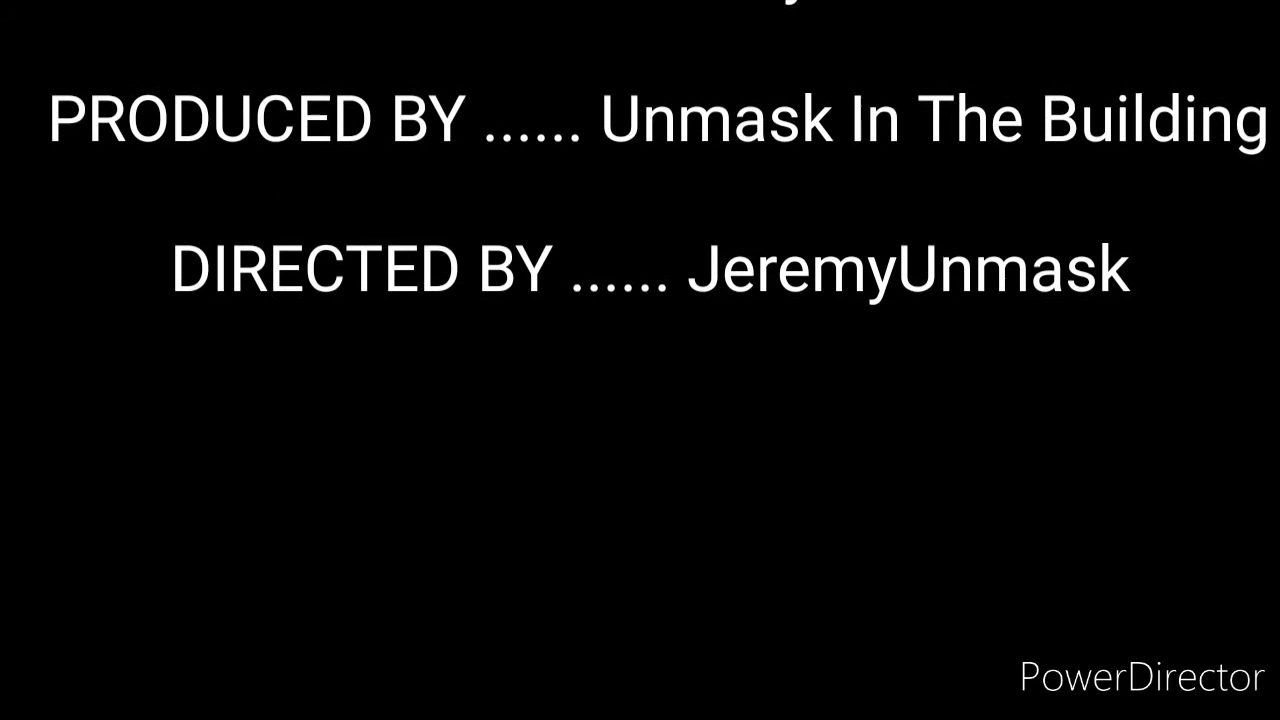 PRODUCED BY ...... Unmask In The Building
DIRECTED BY ...... JeremyUnmask
PowerDirector